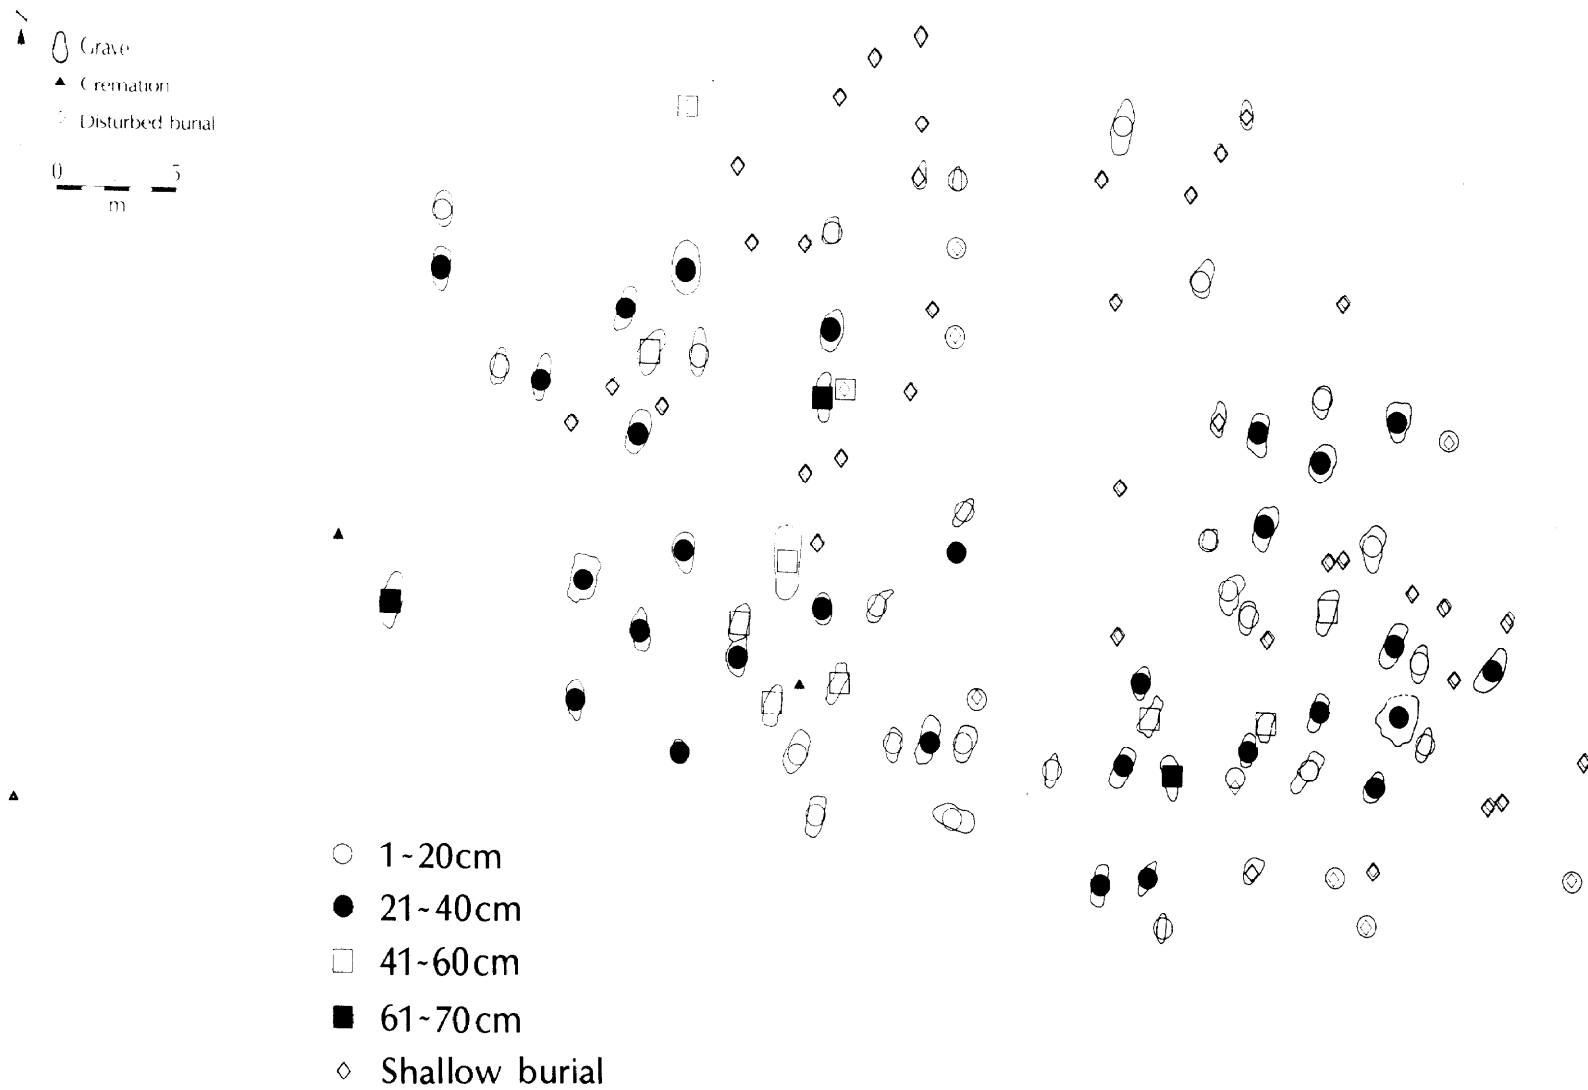 Grave
Cremation
Disturbed burial
0 5
m
1-20cm
21-40cm
41-60cm
61-70cm
Shallow burial